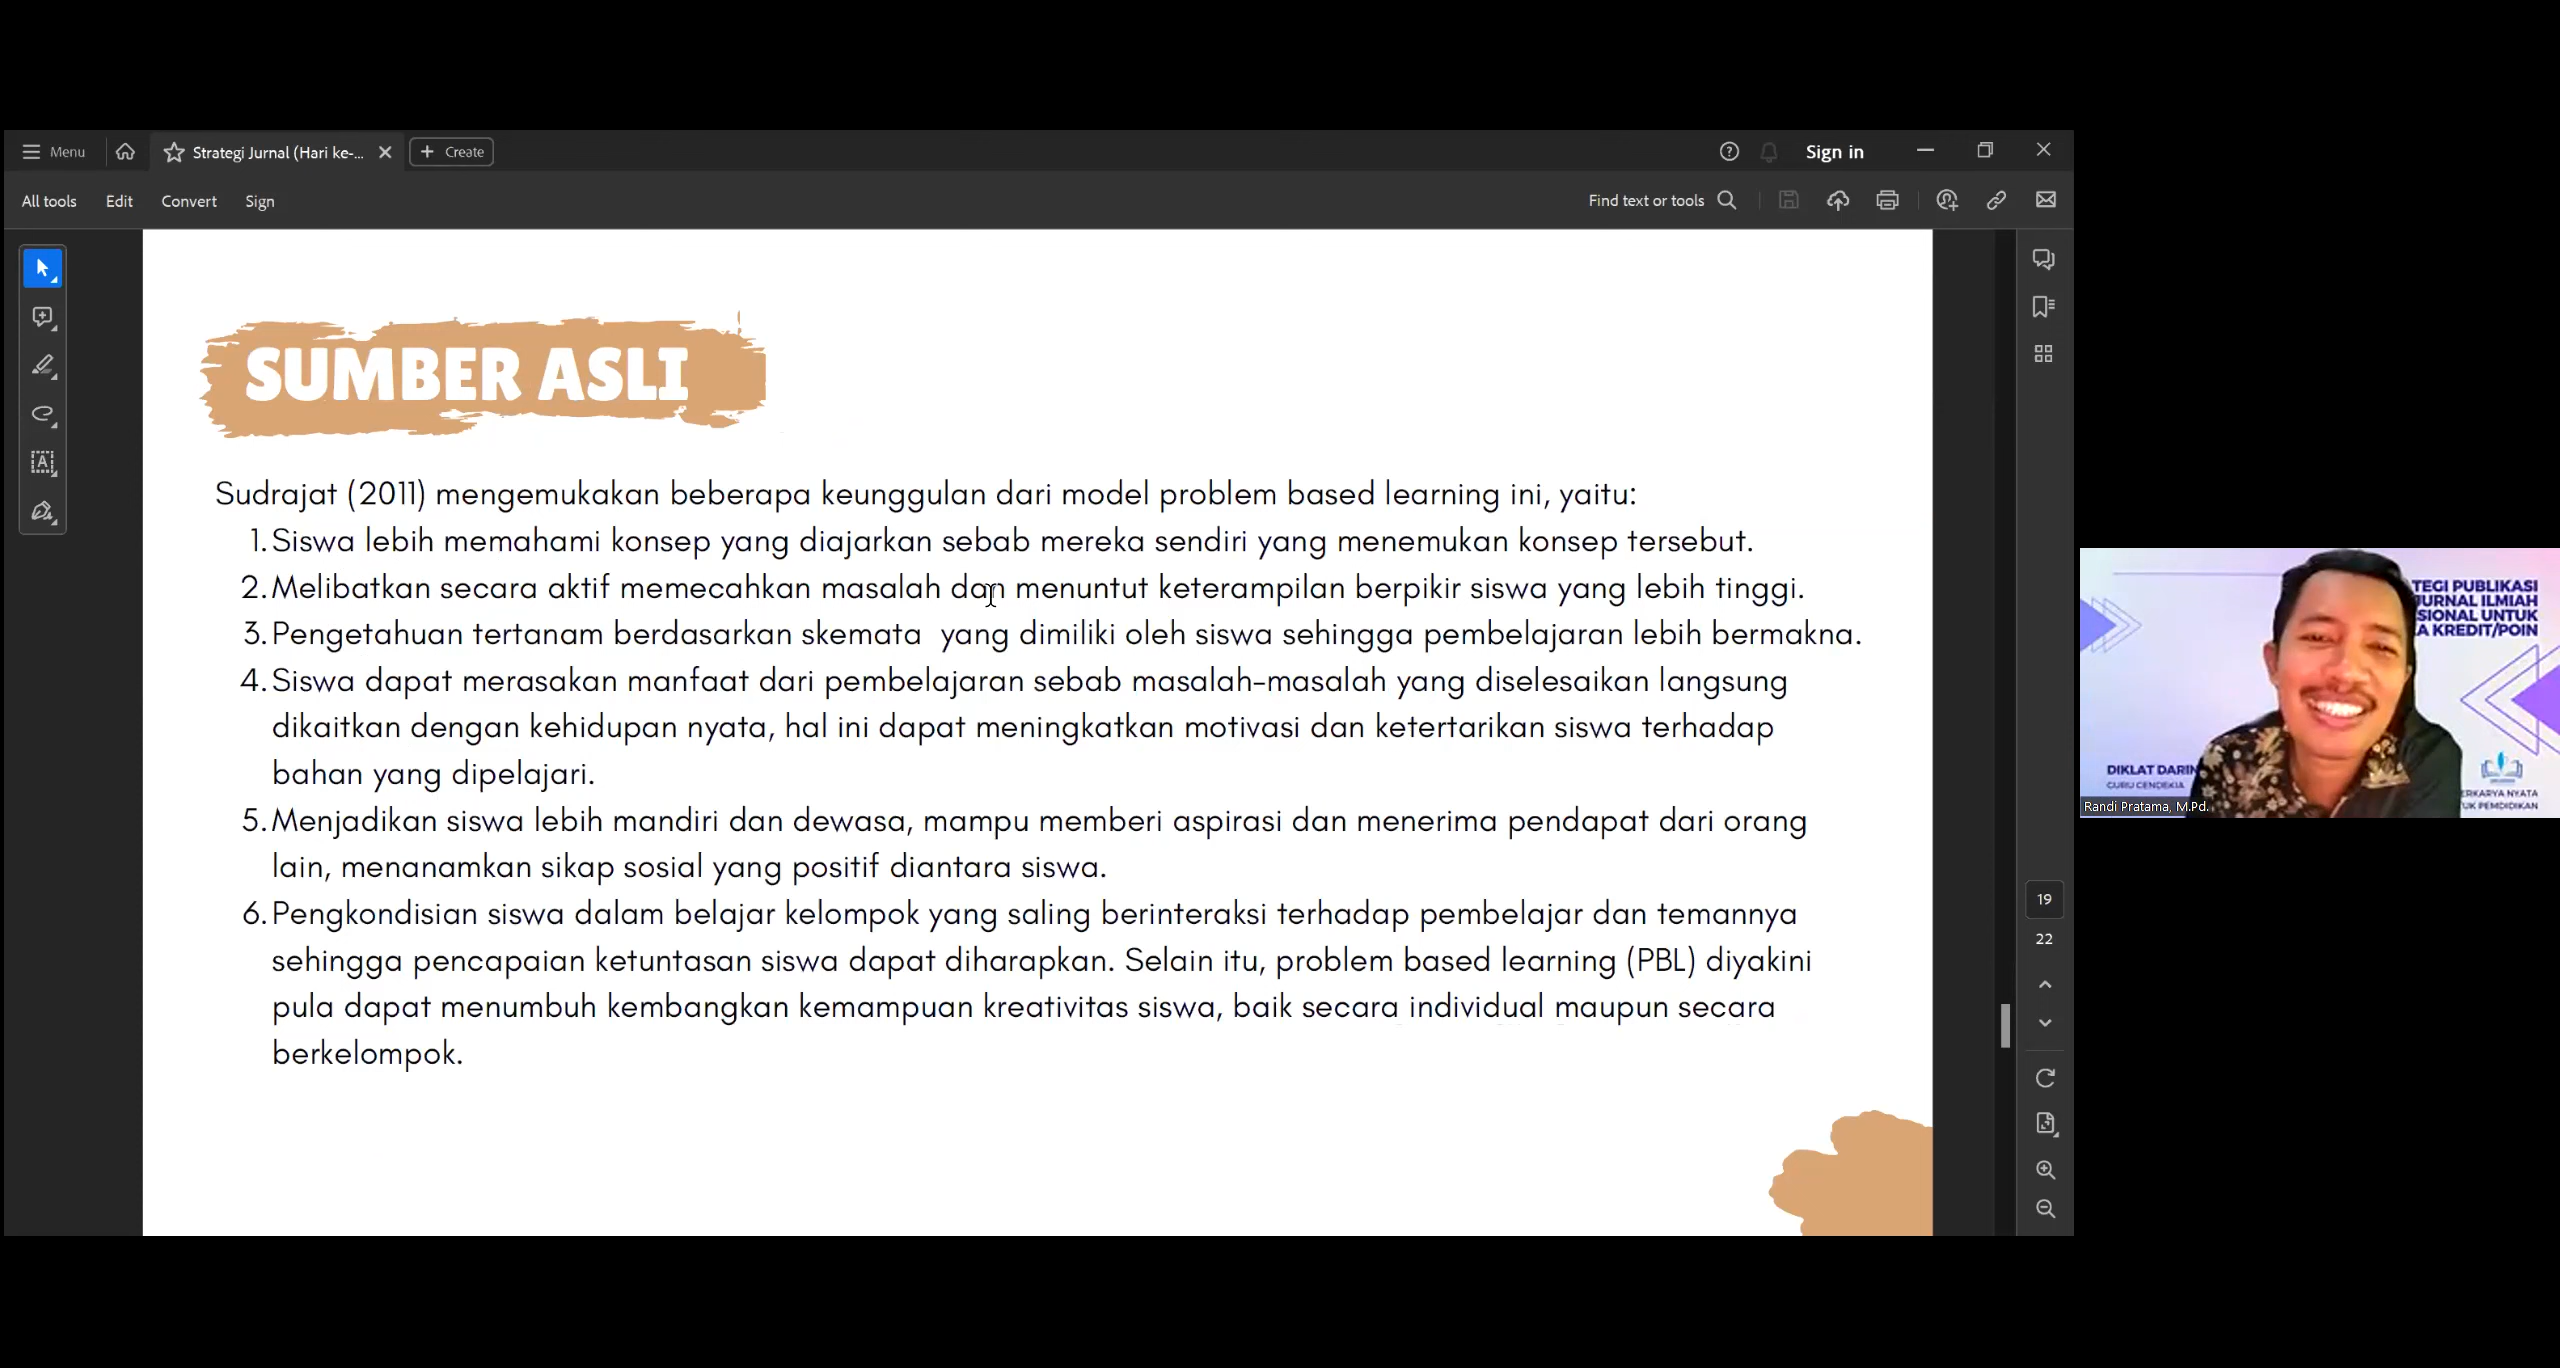 Menu
Strategi Jurnal (Hari ke-...
Create
Sign in
All tools
Edit
Convert
Sign
Find text or tools
SUMBER ASLI
Sudrajat (2011) mengemukakan beberapa keunggulan dari model problem based learning ini, yaitu:
1. Siswa lebih memahami konsep yang diajarkan sebab mereka sendiri yang menemukan konsep tersebut.
2. Melibatkan secara aktif memecahkan masalah dan menuntut keterampilan berpikir siswa yang lebih tinggi.
3. Pengetahuan tertanam berdasarkan skemata yang dimiliki oleh siswa sehingga pembelajaran lebih bermakna.
4. Siswa dapat merasakan manfaat dari pembelajaran sebab masalah-masalah yang diselesaikan langsung
dikaitkan dengan kehidupan nyata, hal ini dapat meningkatkan motivasi dan ketertarikan siswa terhadap
bahan yang dipelajari.
5. Menjadikan siswa lebih mandiri dan dewasa, mampu memberi aspirasi dan menerima pendapat dari orang
lain, menanamkan sikap sosial yang positif diantara siswa.
6. Pengkondisian siswa dalam belajar kelompok yang saling berinteraksi terhadap pembelajar dan temannya
sehingga pencapaian ketuntasan siswa dapat diharapkan. Selain itu, problem based learning (PBL) diyakini
pula dapat menumbuh kembangkan kemampuan kreativitas siswa, baik secara individual maupun secara
berkelompok.
19
22
TEGI PUBLIKASI
URNAL ILMIAH
SIONAL UNTUK
A KREDIT/POIN
DIKLAT DARIN
GURU CENDEKIA
ERKARYA NYATA
UK PENDIDIKAN
Randi Pratama, M.Pd.